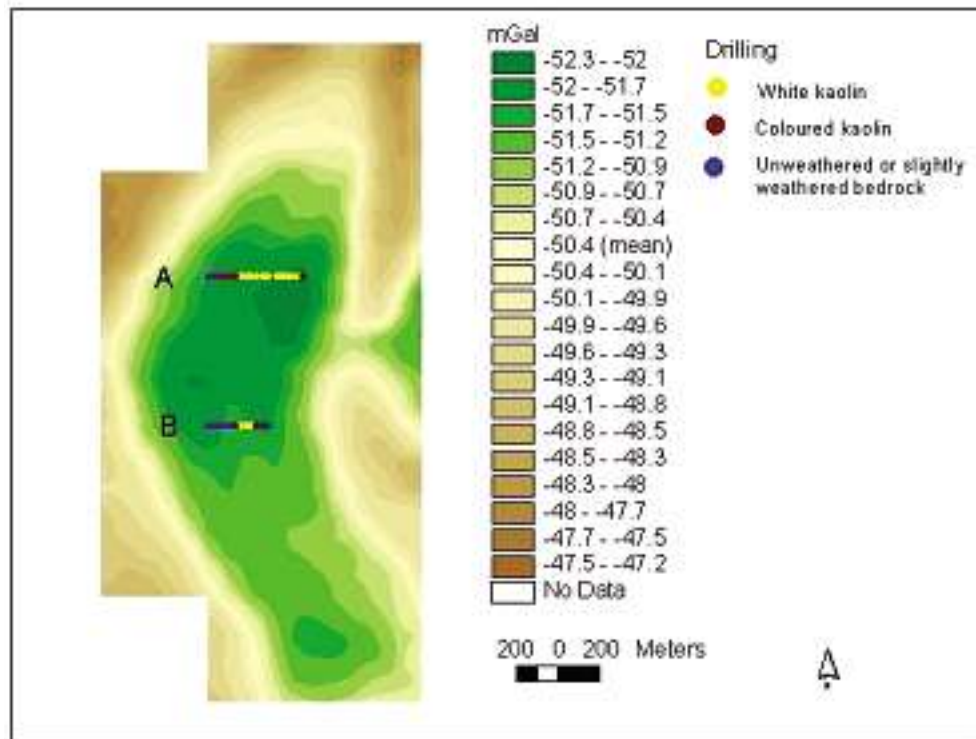 mGal
-52.3 - -52
-52 - -51.7
-51.7 - -51.5
-51.5 - -51.2
-51.2 - -50.9
-50.9 - -50.7
-50.7 - -50.4
-50.4 (mean)
-50.4 - -50.1
-50.1 - -49.9
-49.9 - -49.6
-49.6 - -49.3
-49.3 - -49.1
-49.1 - -48.8
-48.8 - -48.5
-48.5 - -48.3
-48.3 - -48
-48 - -47.7
-47.7 - -47.5
-47.5 - -47.2
No Data
Drilling
White kaolin
Coloured kaolin
Unweathered or slightly
weathered bedrock
A
B
200 0 200 Meters